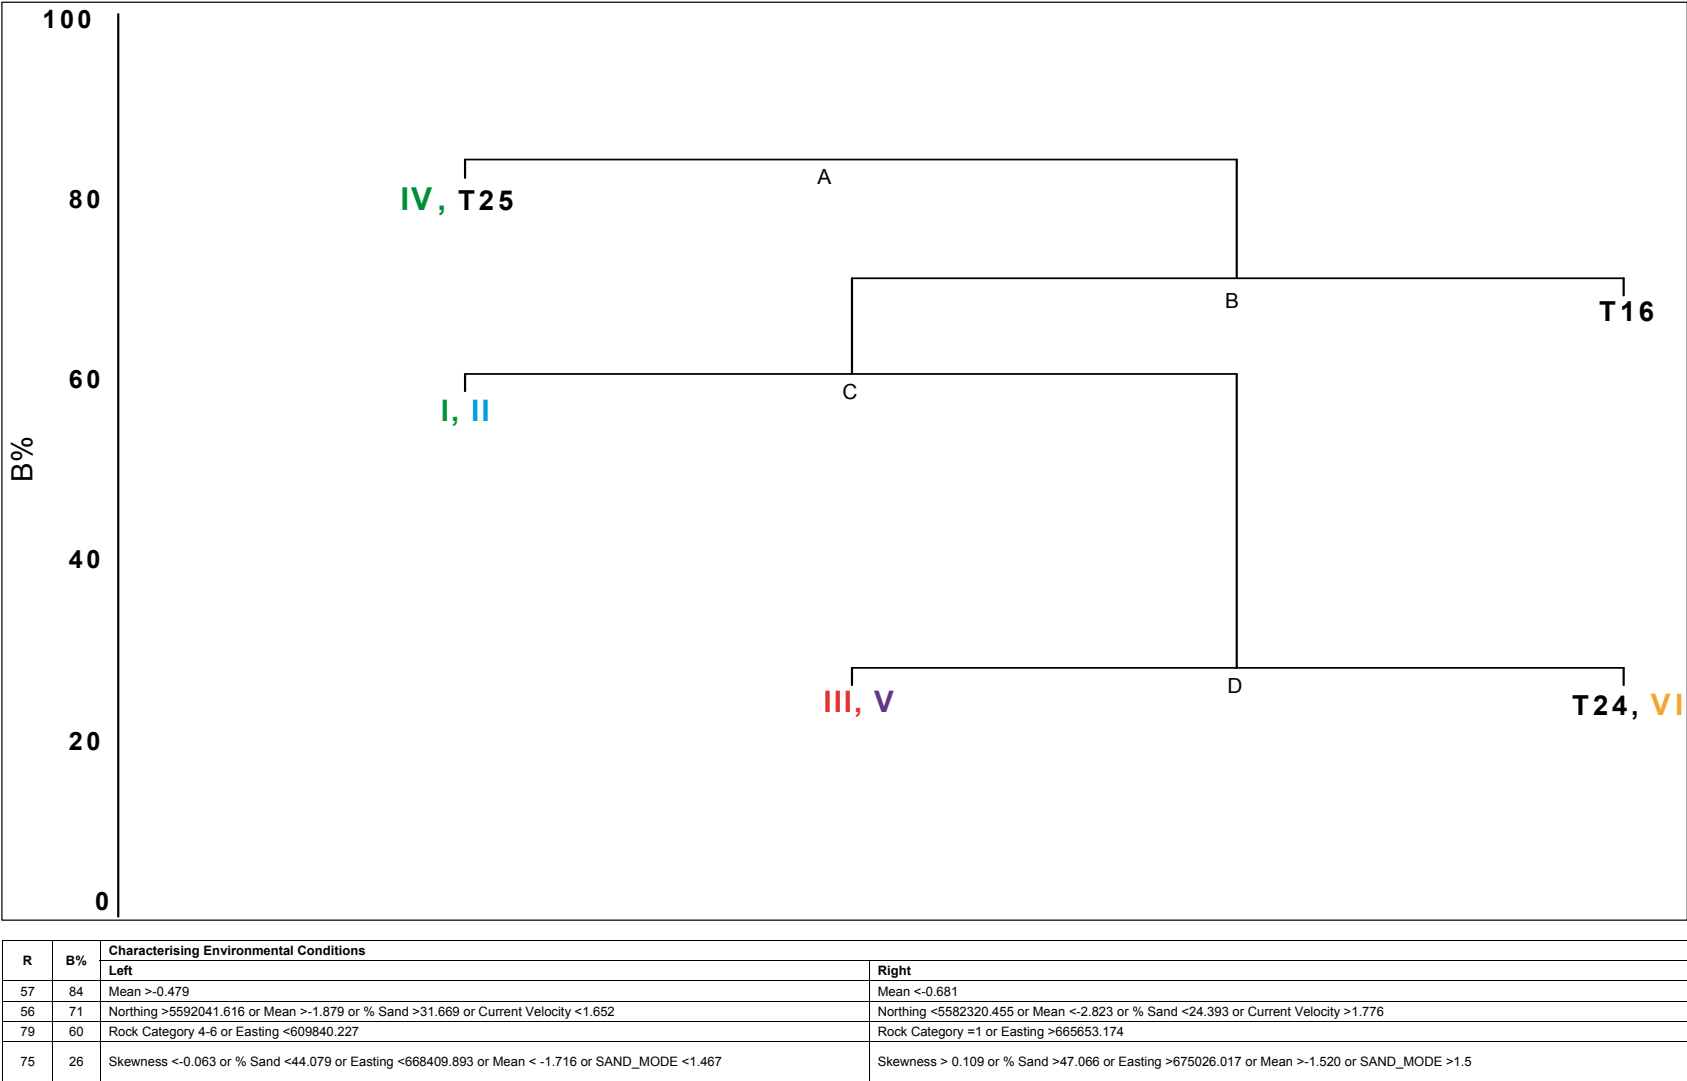 100
A
80
IV, T25
B
T16
60
C
I, II
B%
40
D
III, V
T24, VI
20
0
R B% Characterising Environmental Conditions
Left Right
57 84 Mean >-0.479 Mean <-0.681
56 71 Northing >5592041.616 or Mean >-1.879 or % Sand >31.669 or Current Velocity <1.652 Northing <5582320.455 or Mean <-2.823 or % Sand <24.393 or Current Velocity >1.776
79 60 Rock Category 4-6 or Easting <609840.227 Rock Category =1 or Easting >665653.174
75 26 Skewness <-0.063 or % Sand <44.079 or Easting <668409.893 or Mean < -1.716 or SAND_MODE <1.467 Skewness > 0.109 or % Sand >47.066 or Easting >675026.017 or Mean >-1.520 or SAND_MODE >1.5